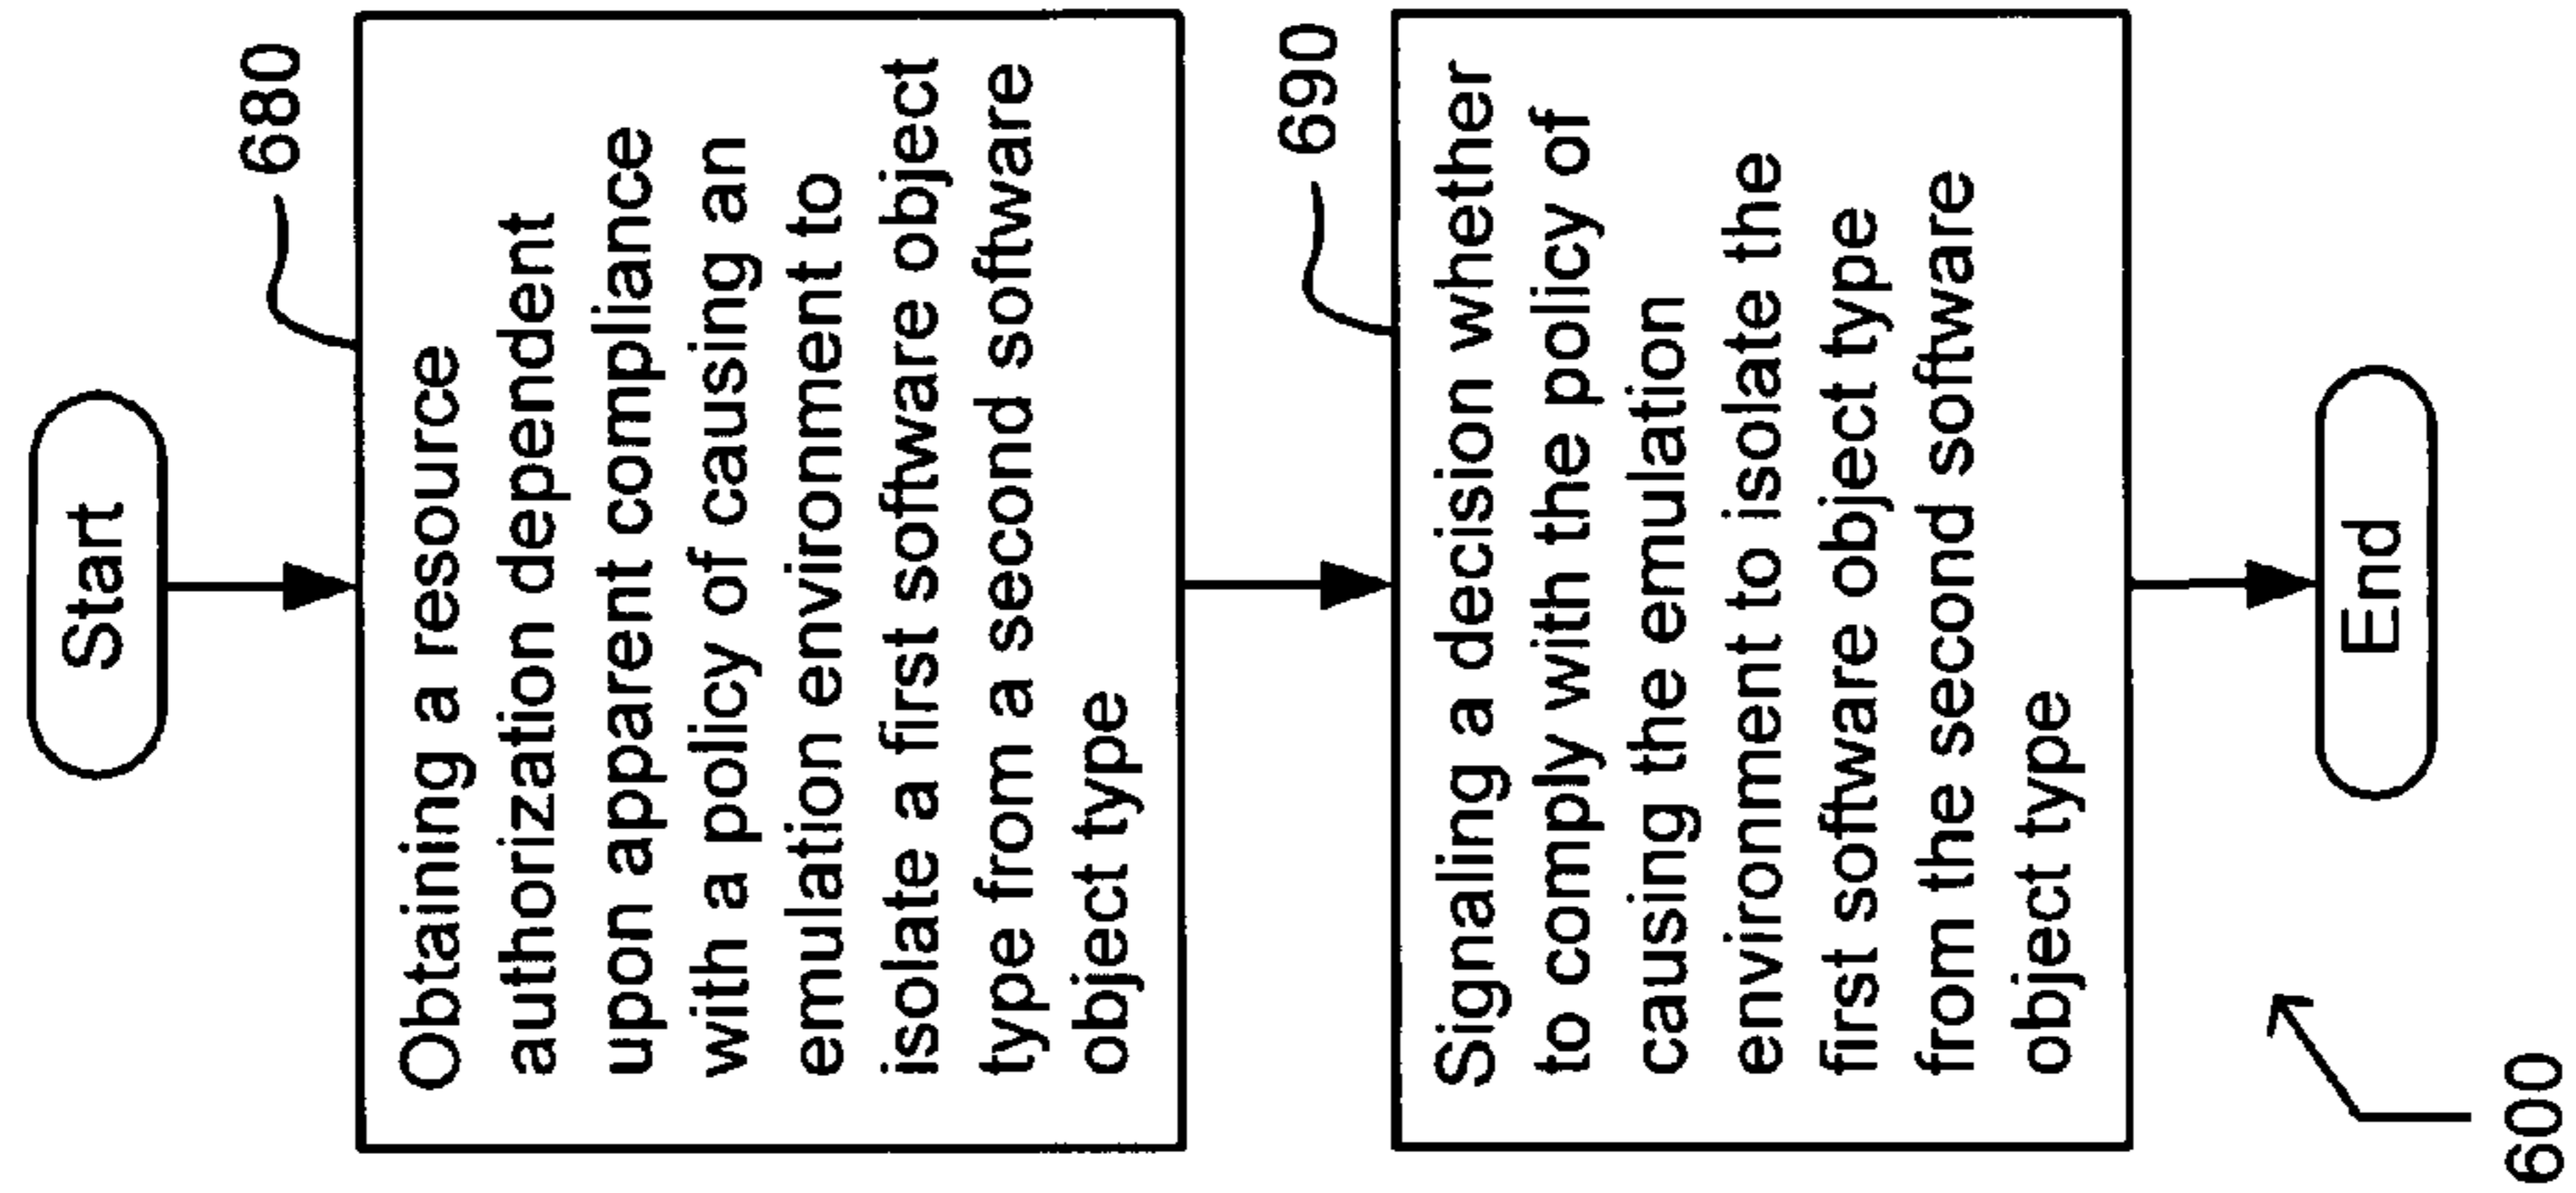 Start
680
Obtaining a resource
authorization dependent
upon apparent compliance
with a policy of causing an
emulation environment to
isolate a first software object
type from a second software
object type
690
Signaling a decision whether
to comply with the policy of
causing the emulation
environment to isolate the
first software object type
from the second software
object type
End
600